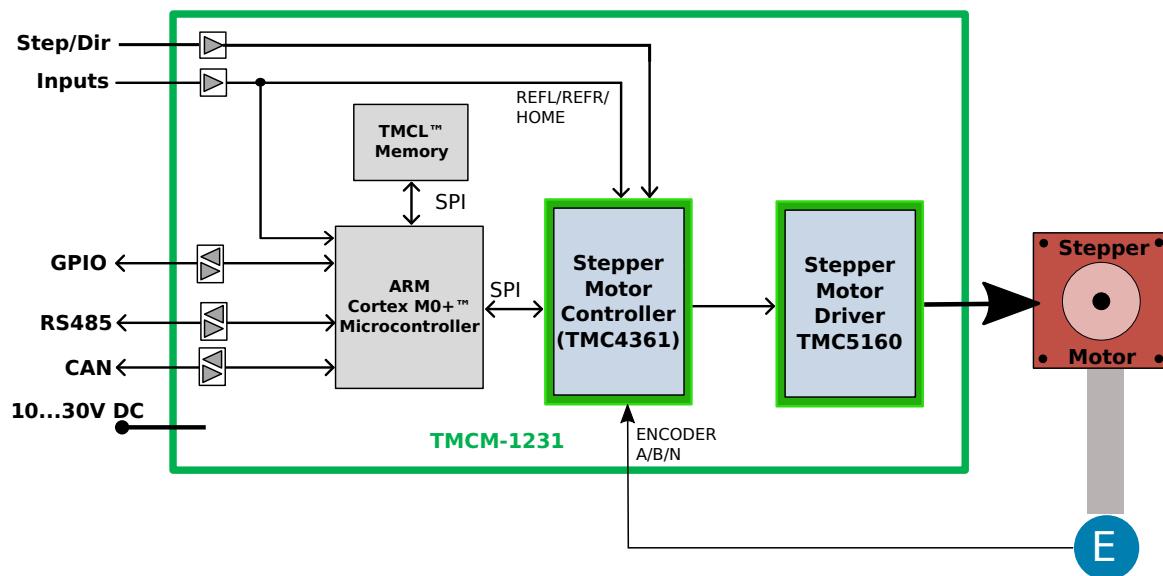 Step/Dir
Inputs
REFL/REFR/
HOME
TMCL™
Memory
SPI
GPIO
RS485
CAN
10...30V DC
ARM
Cortex M0+™
Microcontroller
SPI
Stepper
Motor
Controller
(TMC4361)
Stepper
Motor
Driver
TMC5160
Stepper
Motor
TMCM-1231
ENCODER
A/B/N
E